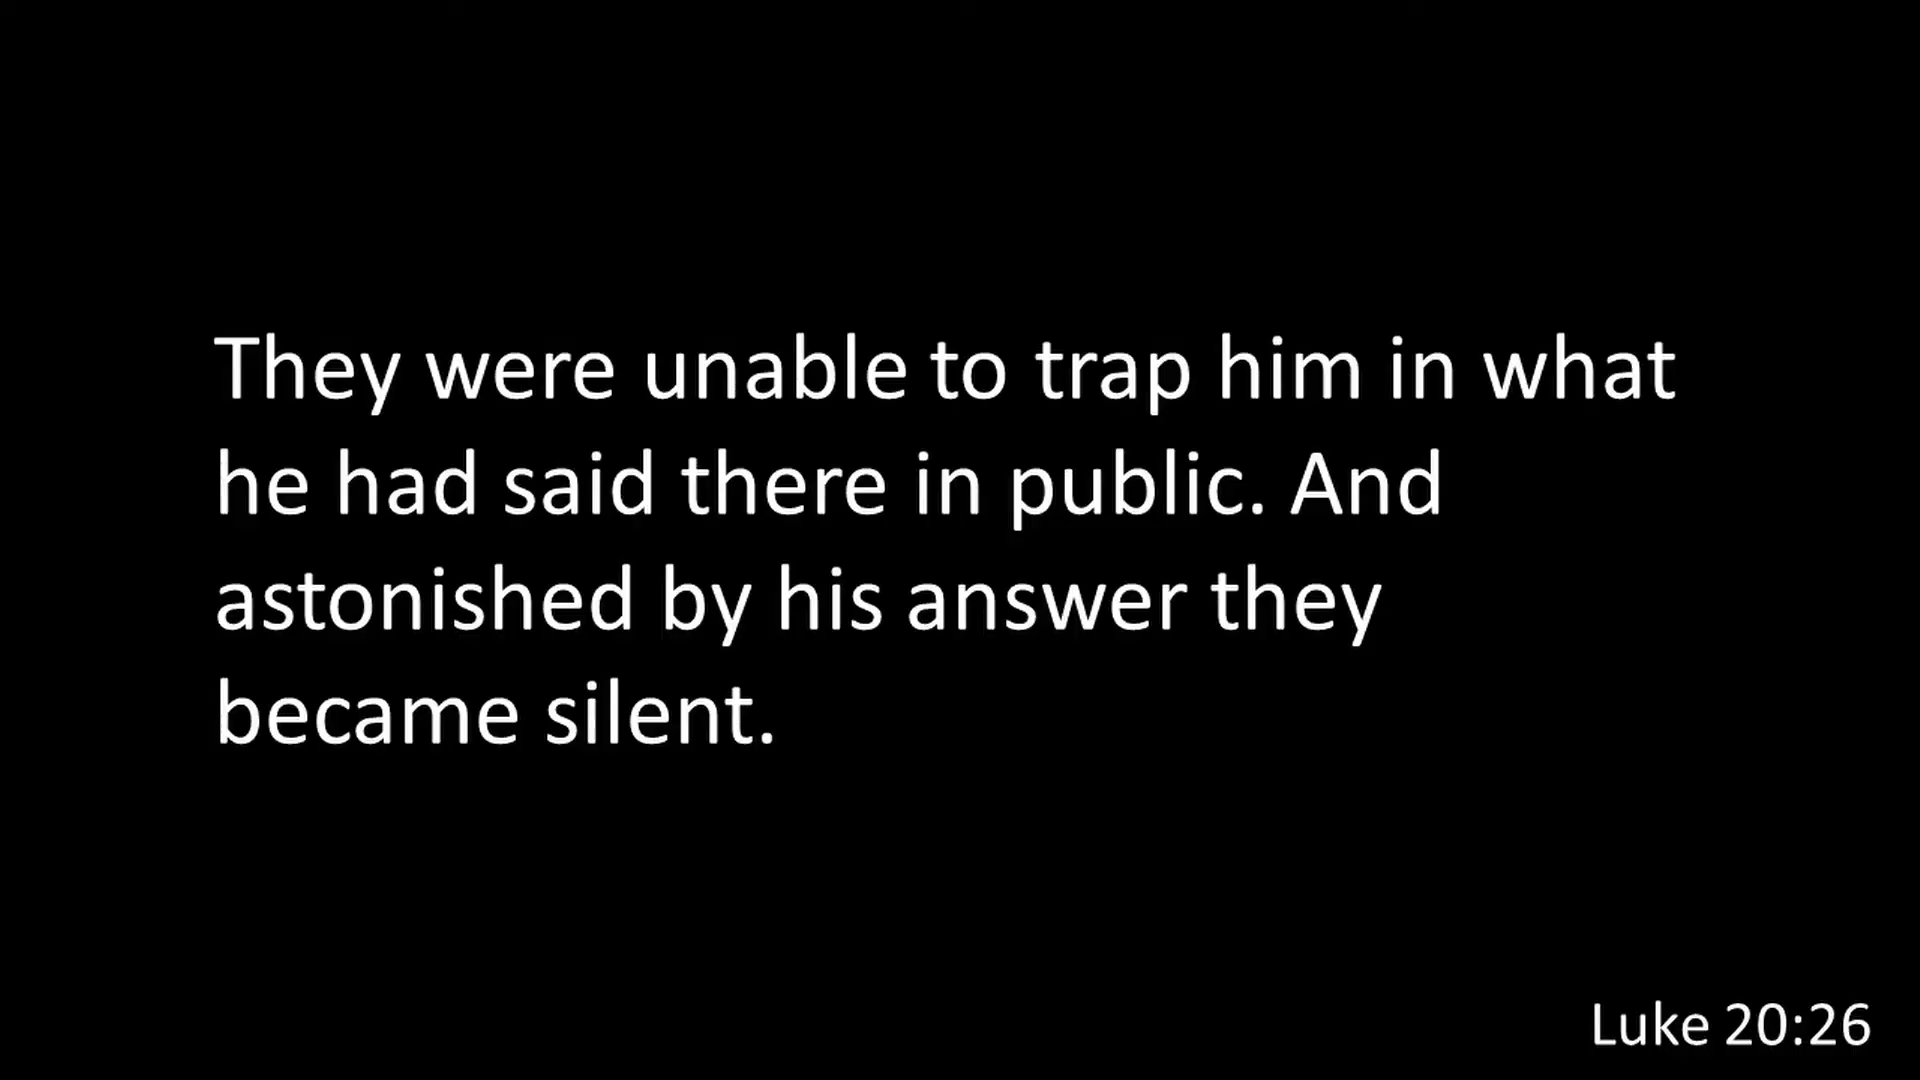 They were unable to trap him in what
he had said there in public. And
astonished by his answer they
became silent.
Luke 20:26